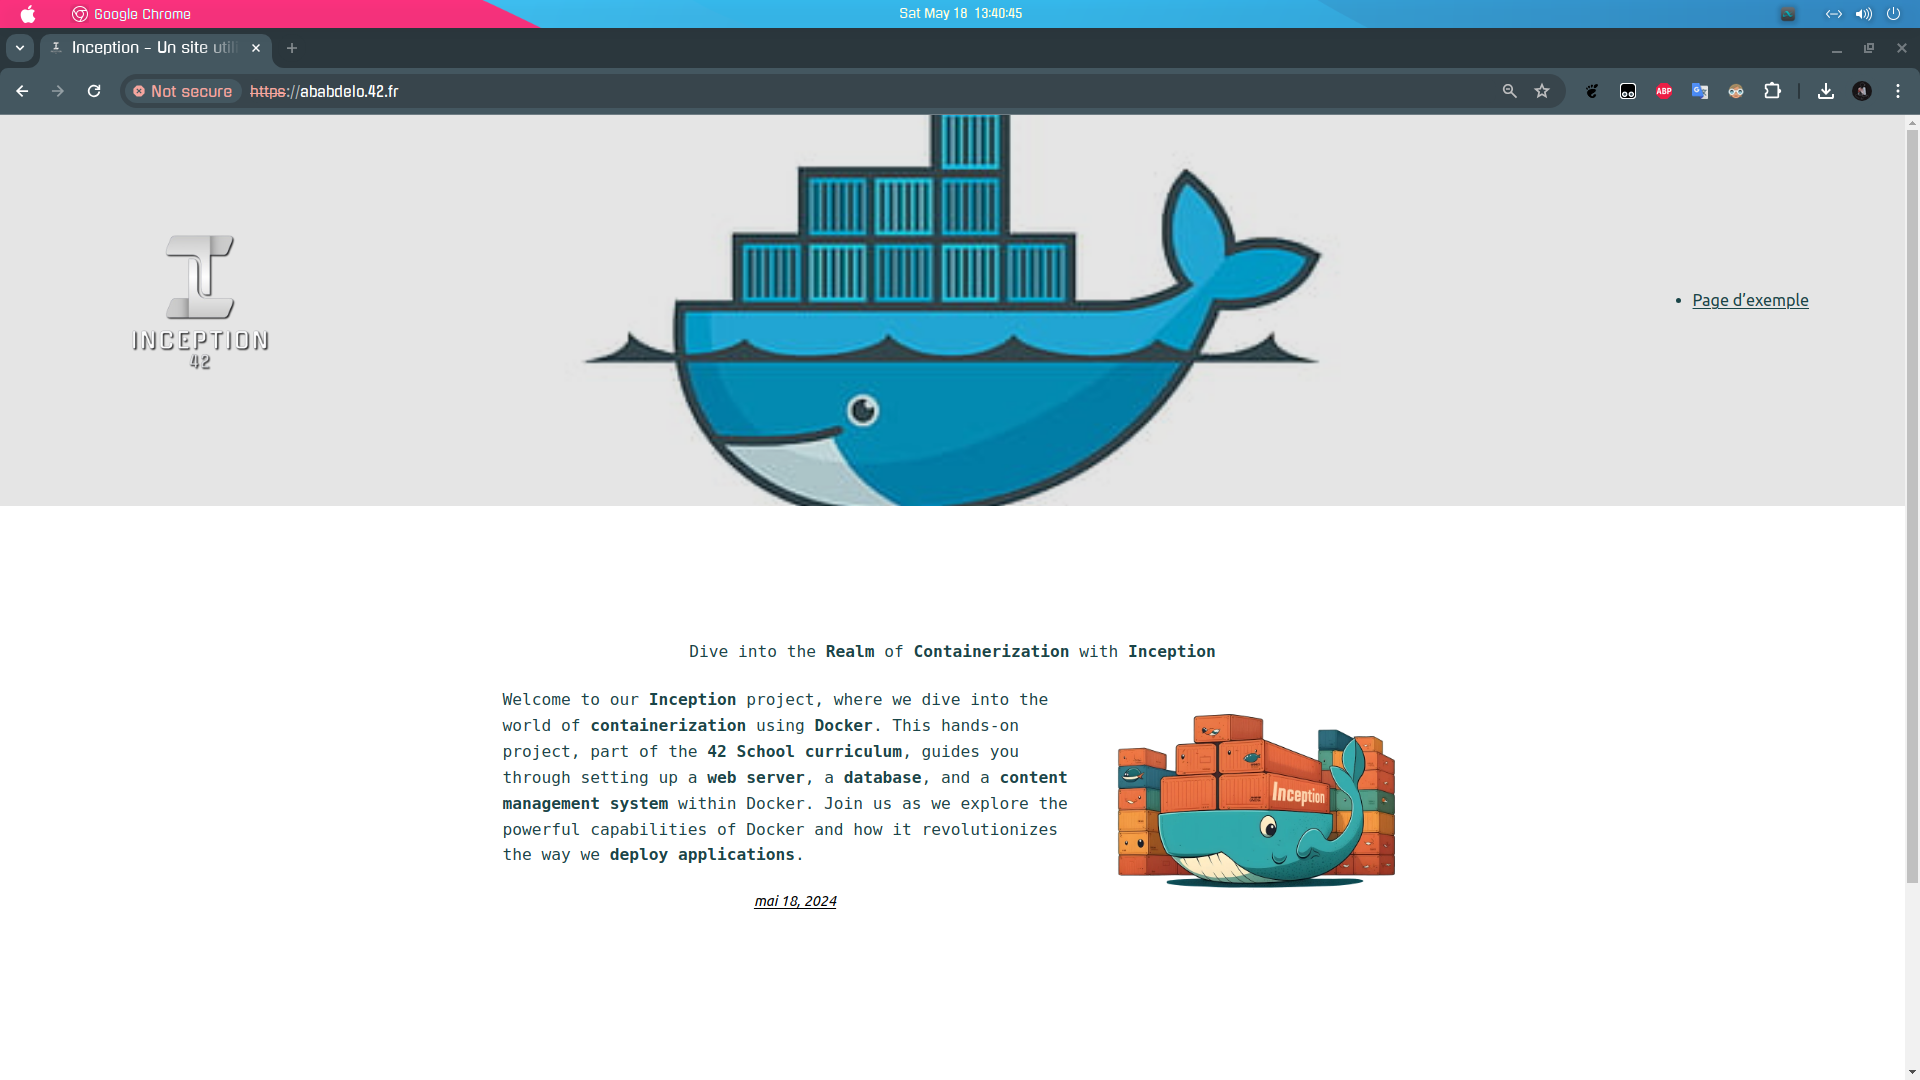 Google Chrome
Sat May 18 13:40:45
Inception - Un site util
Not secure
https://ababdelo.42.fr
ABP
INCEPTION
42
Page d’exemple
Dive into the Realm of Containerization with Inception
Welcome to our Inception project, where we dive into the
world of containerization using Docker. This hands-on
project, part of the 42 School curriculum, guides you
through setting up a web server, a database, and a content
management system within Docker. Join us as we explore the
powerful capabilities of Docker and how it revolutionizes
the way we deploy applications.
Inception
mai 18, 2024